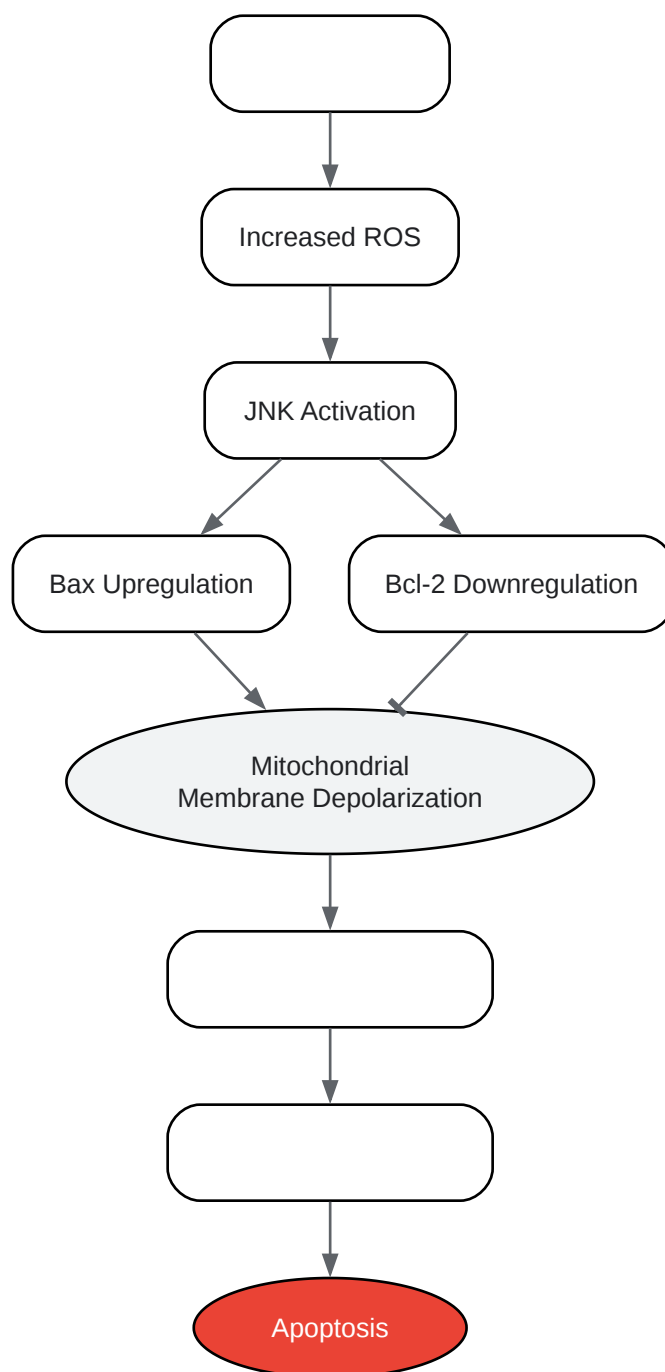 Increased ROS
JNK Activation
Bax Upregulation
Bcl-2 Downregulation
Mitochondrial
Membrane Depolarization
Apoptosis